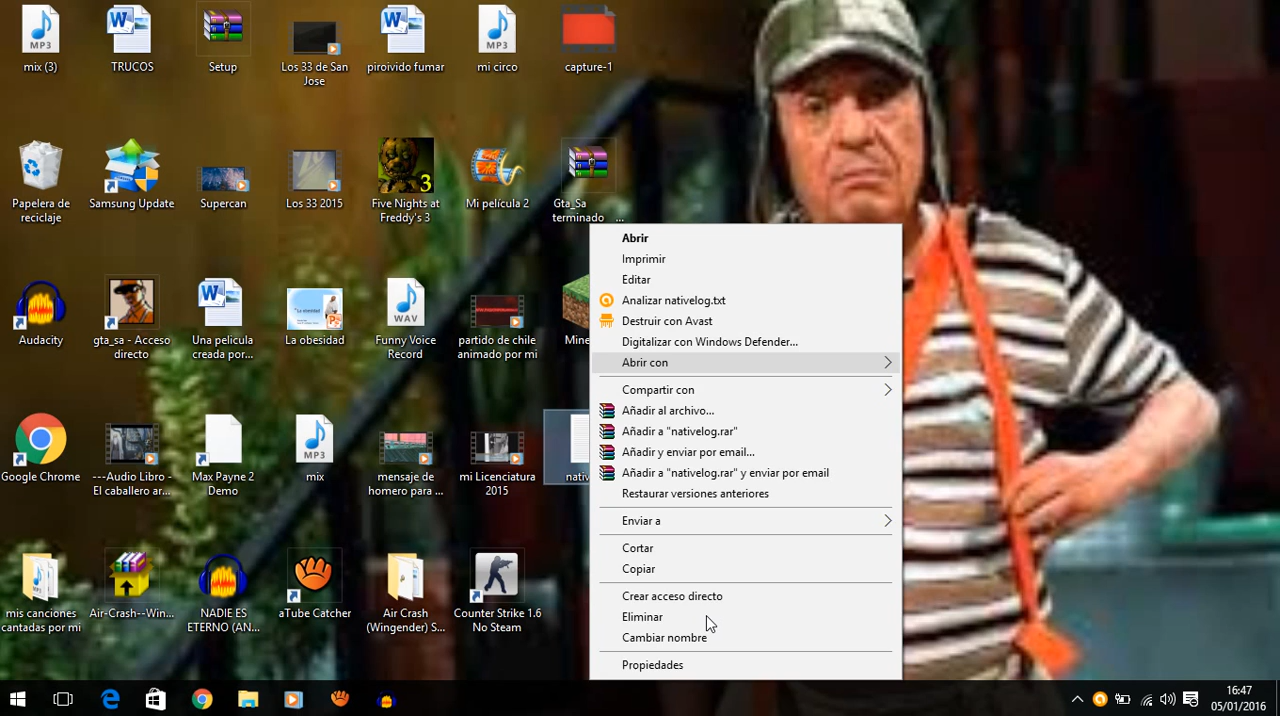 MP3
mix (3)
TRUCOS
Setup
Los 33 de San
Jose
piroivido fumar
MP3
mi circo
capture-1
Papelera de
reciclaje
Samsung Update
Supercan
Los 33 2015
3
Five Nights at
Freddy's 3
Mi película 2
Gta_Sa
terminado ...
Audacity
gta_sa - Acceso
directo
Una pelicula
creada por...
La obesidad
WAV
Funny Voice
Record
partido de chile
animado por mi
Mine
Google Chrome
---Audio Libro -
El caballero ar...
Max Payne 2
Demo
MP3
mix
mensaje de
homero para ...
mi Licenciatura
2015
nativ
mis canciones
cantadas por mi
Air-Crash--Win...
NADIE ES
ETERNO (AN...
aTube Catcher
Air Crash
(Wingender) S...
Counter Strike 1.6
No Steam
Abrir
Imprimir
Editar
Analizar nativelog.txt
Destruir con Avast
Digitalizar con Windows Defender...
Abrir con
Compartir con
Añadir al archivo...
Añadir a "nativelog.rar"
Añadir y enviar por email...
Añadir a "nativelog.rar" y enviar por email
Restaurar versiones anteriores
Enviar a
Cortar
Copiar
Crear acceso directo
Eliminar
Cambiar nombre
Propiedades
16:47
05/01/2016